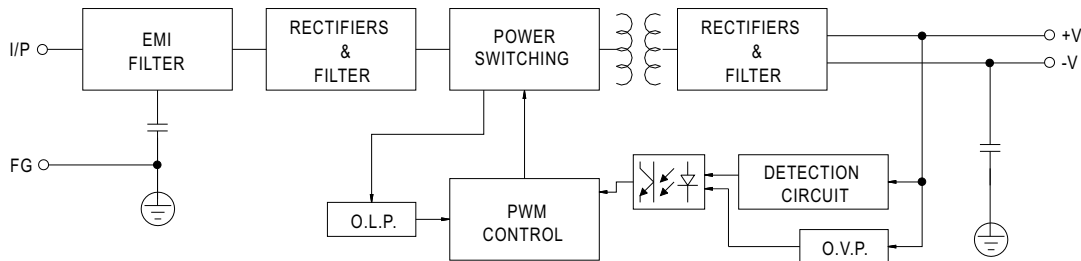 I/P
EMI
FILTER
RECTIFIERS
&
FILTER
POWER
SWITCHING
RECTIFIERS
&
FILTER
+V
-V
FG
O.L.P.
PWM
CONTROL
DETECTION
CIRCUIT
O.V.P.